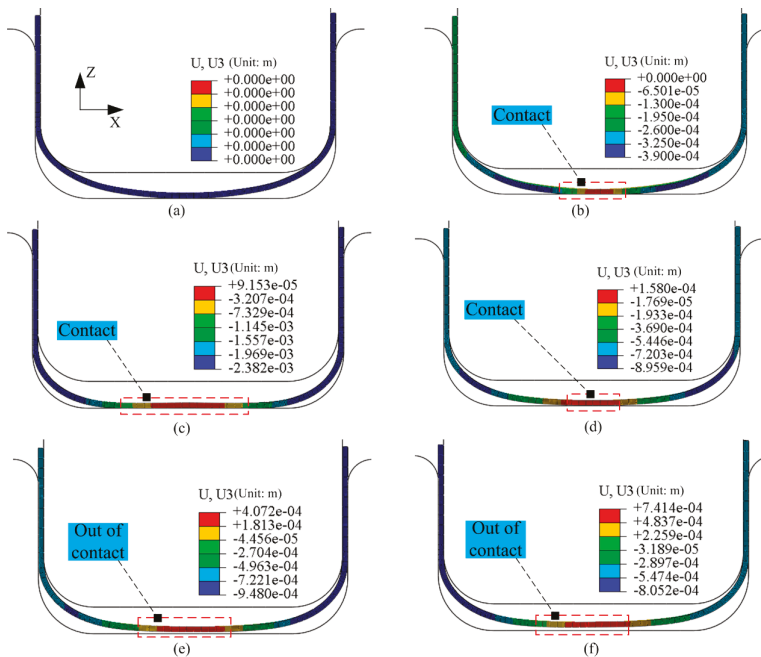 U, U3 (Unit: m)
+0.000e+00
+0.000e+00
+0.000e+00
+0.000e+00
+0.000e+00
+0.000e+00
+0.000e+00
Z
X
(a)
U, U3 (Unit: m)
+0.000e+00
-6.501e-05
-1.300e-04
-1.950e-04
-2.600e-04
-3.250e-04
-3.900e-04
Contact
(b)
U, U3 (Unit: m)
+9.153e-05
-3.207e-04
-7.329e-04
-1.145e-03
-1.557e-03
-1.969e-03
-2.382e-03
Contact
(c)
U, U3 (Unit: m)
+1.580e-04
-1.769e-05
-1.933e-04
-3.690e-04
-5.446e-04
-7.203e-04
-8.959e-04
Contact
(d)
U, U3 (Unit: m)
+4.072e-04
+1.813e-04
-4.456e-05
-2.704e-04
-4.963e-04
-7.221e-04
-9.480e-04
Out of
contact
(e)
U, U3 (Unit: m)
+7.414e-04
+4.837e-04
+2.259e-04
-3.189e-05
-2.897e-04
-5.474e-04
-8.052e-04
Out of
contact
(f)